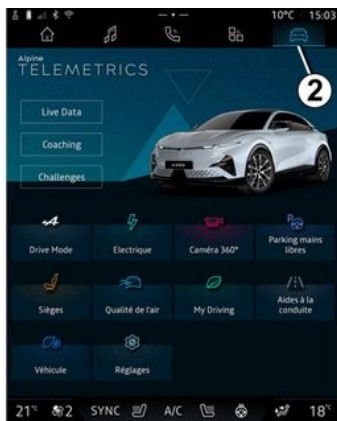 10°C 15:03
Alpine
TELEMETRICS
2
Live Data
Coaching
Challenges
Drive Mode
Electrique
Caméra 360°
Parking mains
libres
Sièges
Qualité de l'air
My Driving
Aides à la
conduite
Véhicule
Réglages
21°C 2 SYNC A/C 18°C